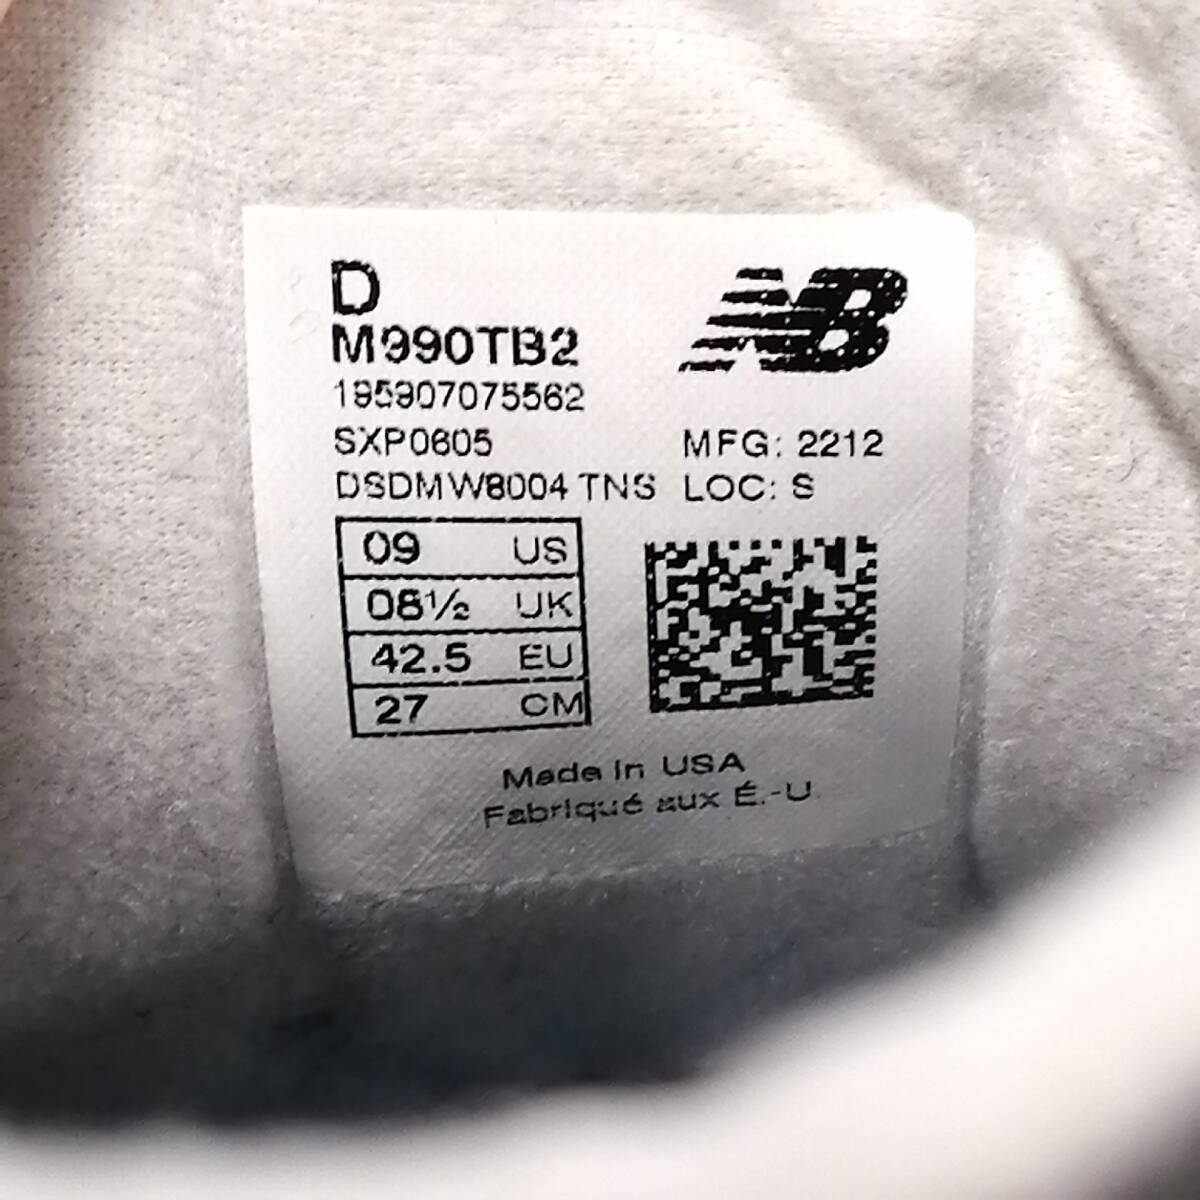 D
M990TB2
NB
195907075562
SXP0605 MFG: 2212
DSDMW8004 TNS LOC: S
09 US
08½ UK
42.5 EU
27 CM
Made in USA
Fabriqué aux É.-U.